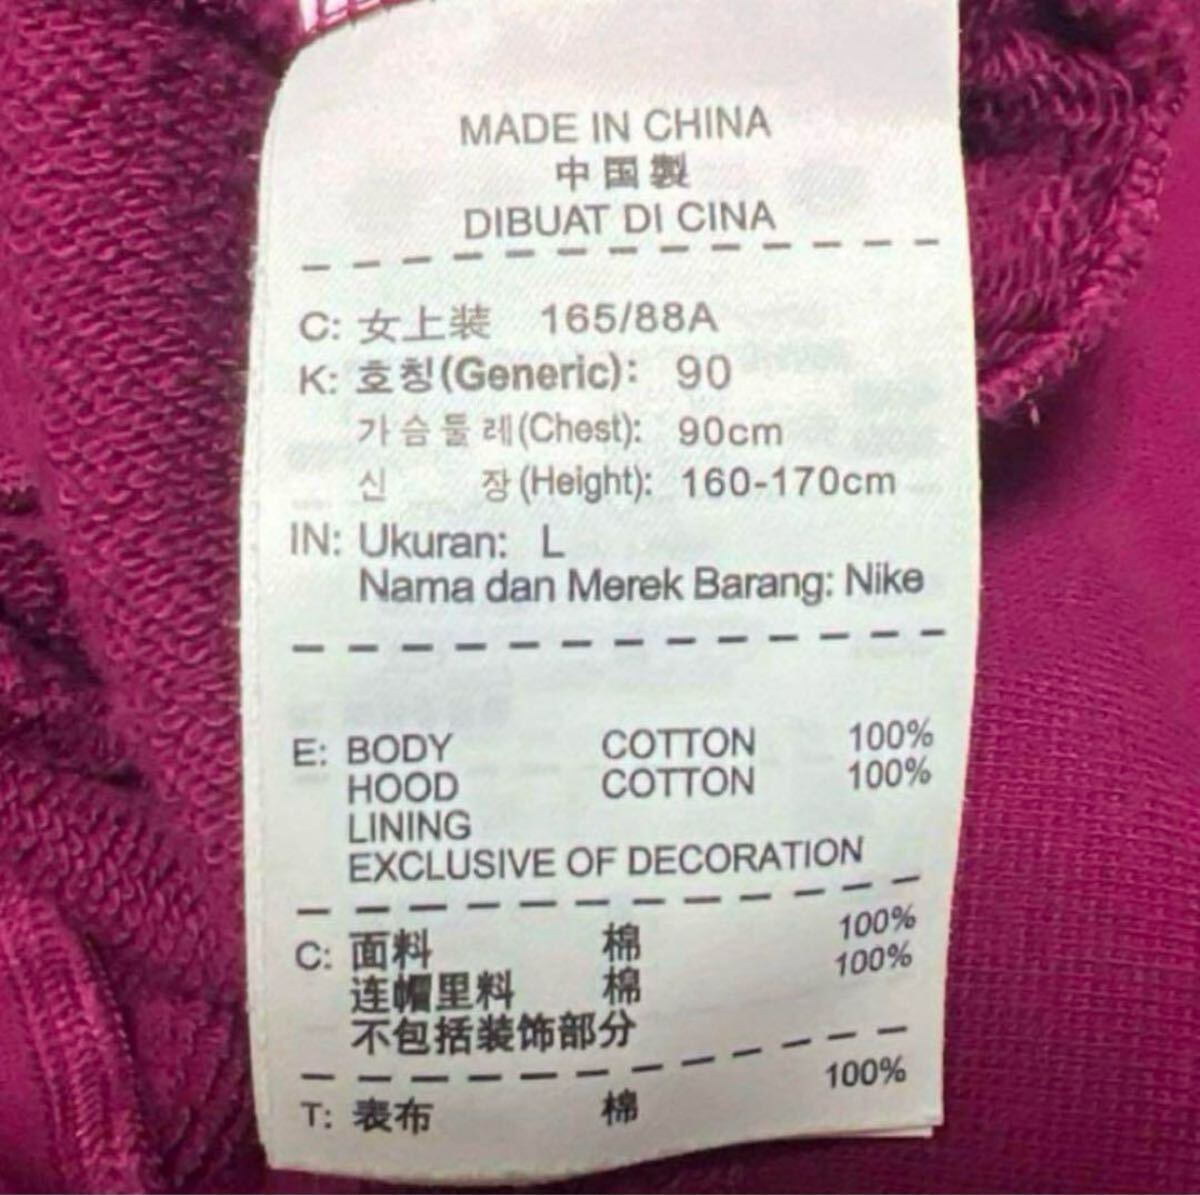 MADE IN CHINA
中国製
DIBUAT DI CINA
C: 女上装 165/88A
K: 호칭(Generic): 90
가슴둘레(Chest): 90cm
신 장(Height): 160-170cm
IN: Ukuran: L
Nama dan Merek Barang: Nike
E: BODY COTTON 100%
HOOD COTTON 100%
LINING
EXCLUSIVE OF DECORATION
C: 面料 棉 100%
连帽里料 棉 100%
不包括装饰部分
T: 表布 棉 100%